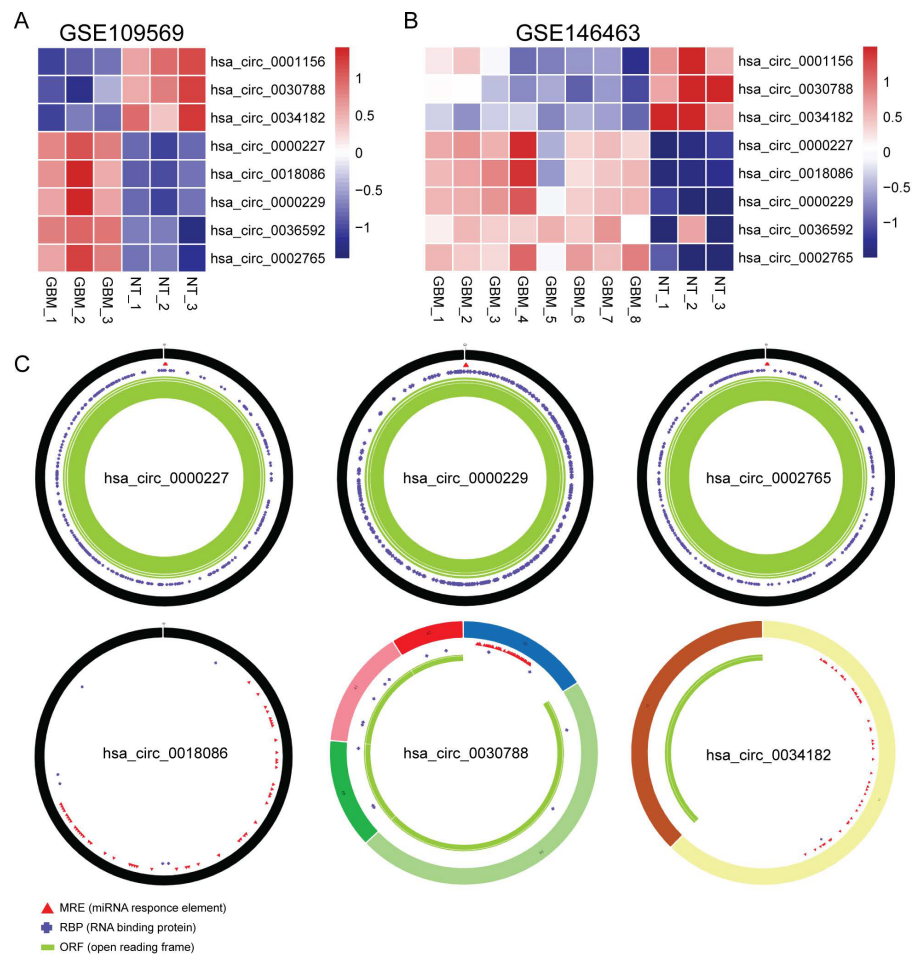 A
GSE109569
hsa_circ_0001156
hsa_circ_0030788
hsa_circ_0034182
hsa_circ_0000227
hsa_circ_0018086
hsa_circ_0000229
hsa_circ_0036592
hsa_circ_0002765
1
0.5
0
−0.5
−1
GBM_1
GBM_2
GBM_3
NT_1
NT_2
NT_3
B
GSE146463
hsa_circ_0001156
hsa_circ_0030788
hsa_circ_0034182
hsa_circ_0000227
hsa_circ_0018086
hsa_circ_0000229
hsa_circ_0036592
hsa_circ_0002765
1
0.5
0
−0.5
−1
GBM_1
GBM_2
GBM_3
GBM_4
GBM_5
GBM_6
GBM_7
GBM_8
NT_1
NT_2
NT_3
C
hsa_circ_0000227
hsa_circ_0000229
hsa_circ_0002765
hsa_circ_0018086
hsa_circ_0030788
hsa_circ_0034182
MRE (miRNA responce element)
RBP (RNA binding protein)
ORF (open reading frame)